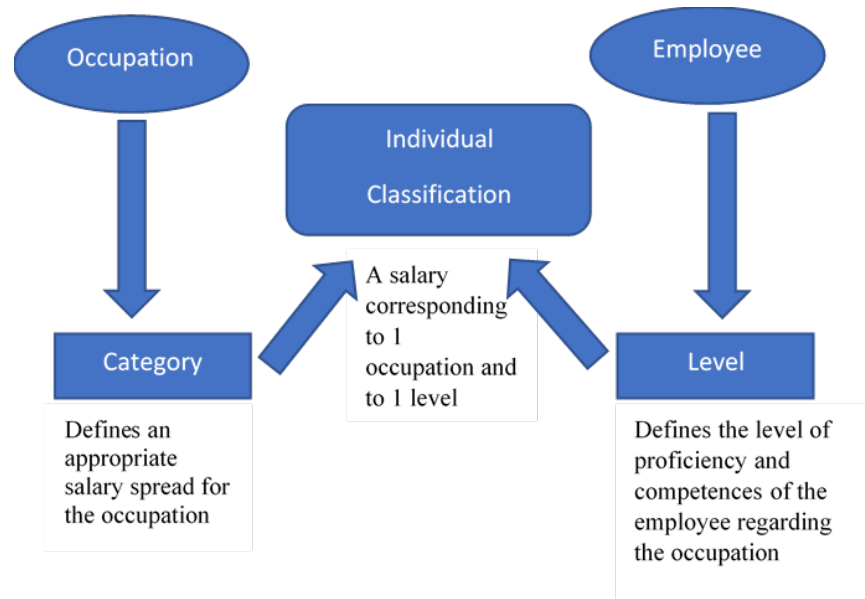 Occupation
Employee
Individual
Classification
A salary
corresponding
to 1
occupation and
to 1 level
Category
Defines an
appropriate
salary spread for
the occupation
Level
Defines the level of
proficiency and
competences of the
employee regarding
the occupation